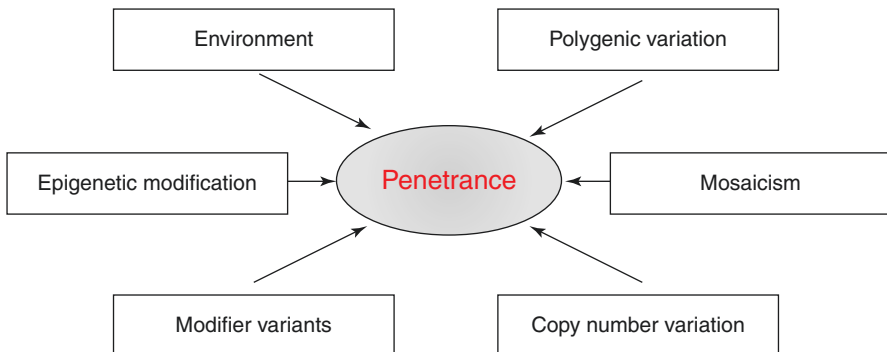 Environment
Polygenic variation
Epigenetic modification
Penetrance
Mosaicism
Modifier variants
Copy number variation